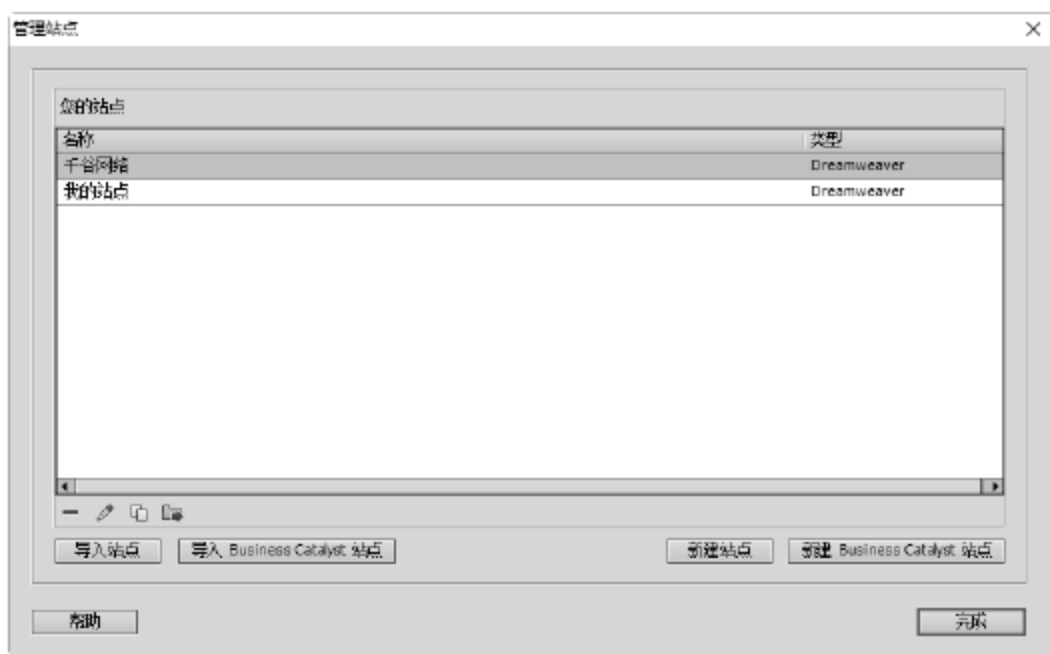 管理站点
您的站点
名称 类型
千谷网络 Dreamweaver
我的站点 Dreamweaver
导入站点 导入 Business Catalyst 站点 新建站点 新建 Business Catalyst 站点
帮助 完成